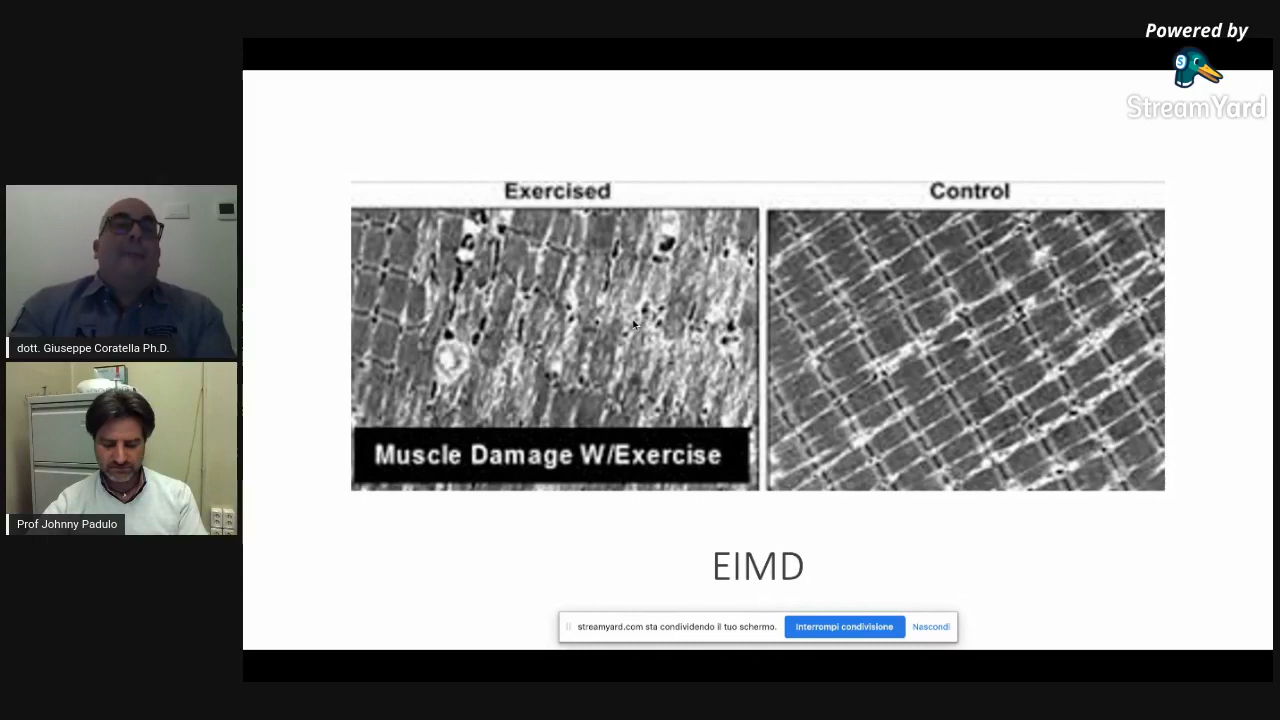 Powered by
StreamYard
Exercised
Control
Muscle Damage W/Exercise
EIMD
streamyard.com sta condividendo il tuo schermo.
Interrompi condivisione
Nascondi
dott. Giuseppe Coratella Ph.D.
Prof Johnny Padulo